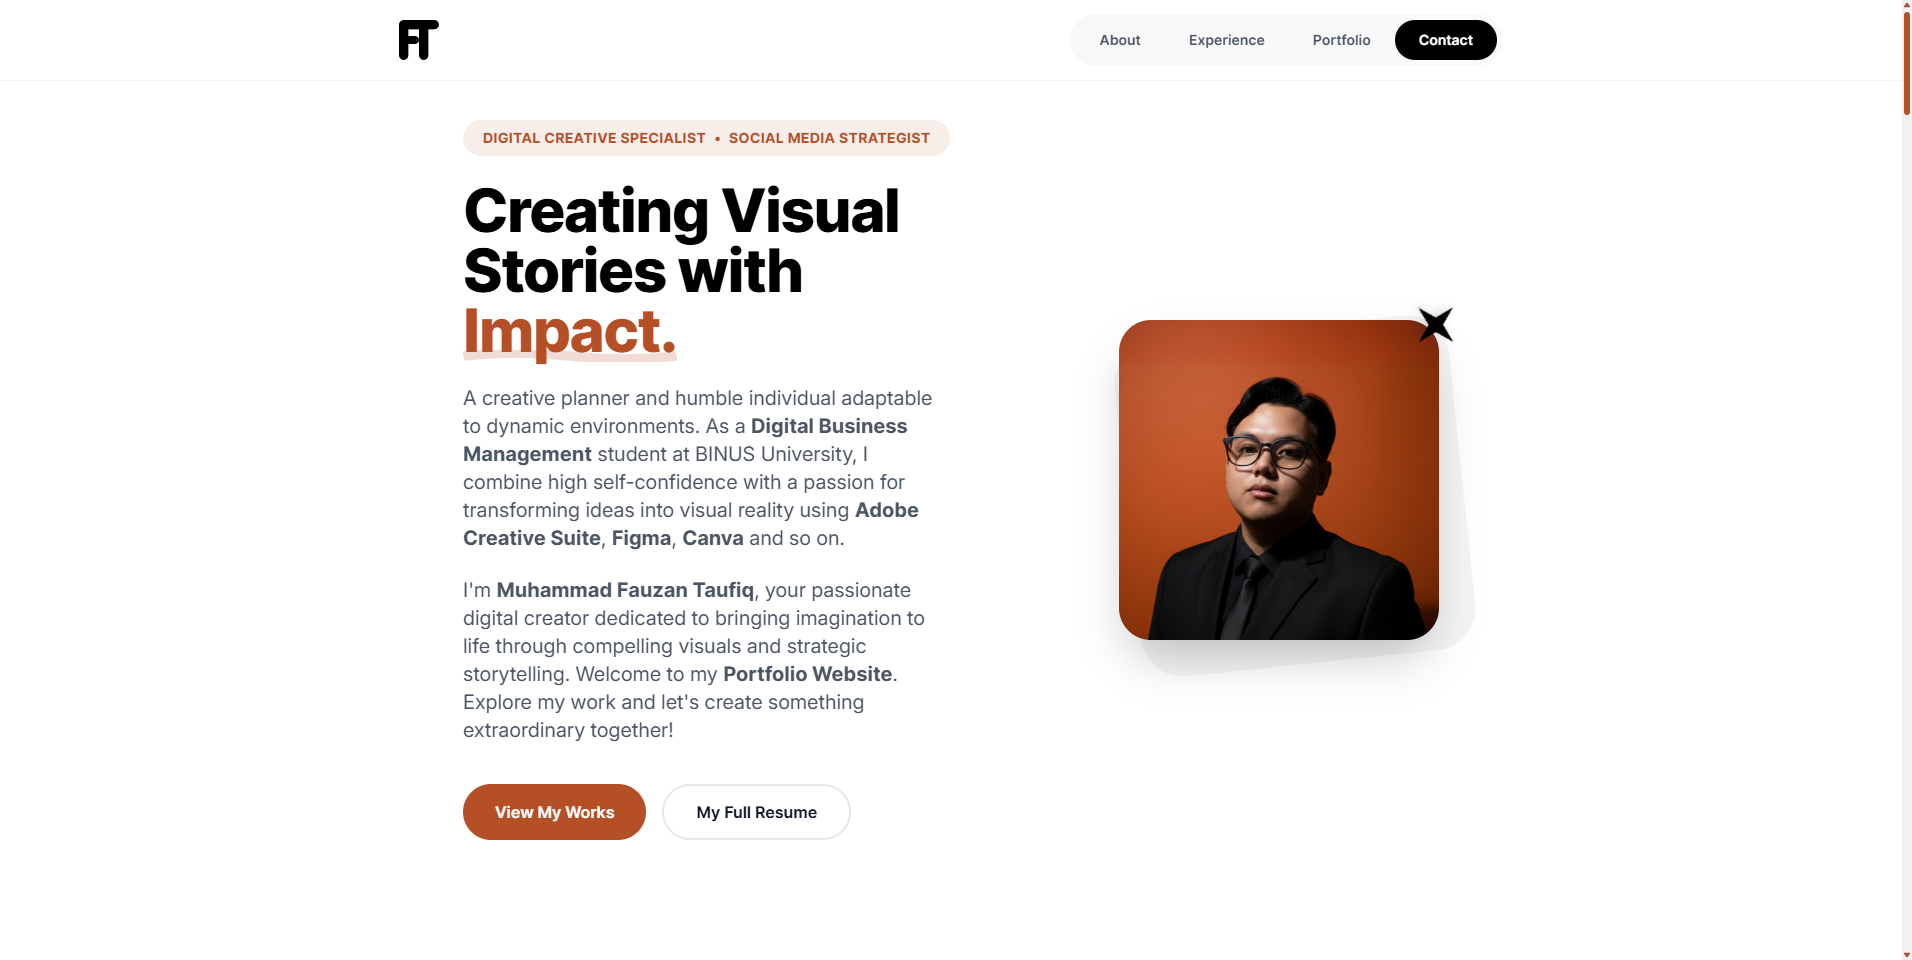 FT
About Experience Portfolio Contact
DIGITAL CREATIVE SPECIALIST • SOCIAL MEDIA STRATEGIST
Creating Visual
Stories with
Impact.
A creative planner and humble individual adaptable
to dynamic environments. As a Digital Business
Management student at BINUS University, I
combine high self-confidence with a passion for
transforming ideas into visual reality using Adobe
Creative Suite, Figma, Canva and so on.
I'm Muhammad Fauzan Taufiq, your passionate
digital creator dedicated to bringing imagination to
life through compelling visuals and strategic
storytelling. Welcome to my Portfolio Website.
Explore my work and let's create something
extraordinary together!
View My Works My Full Resume